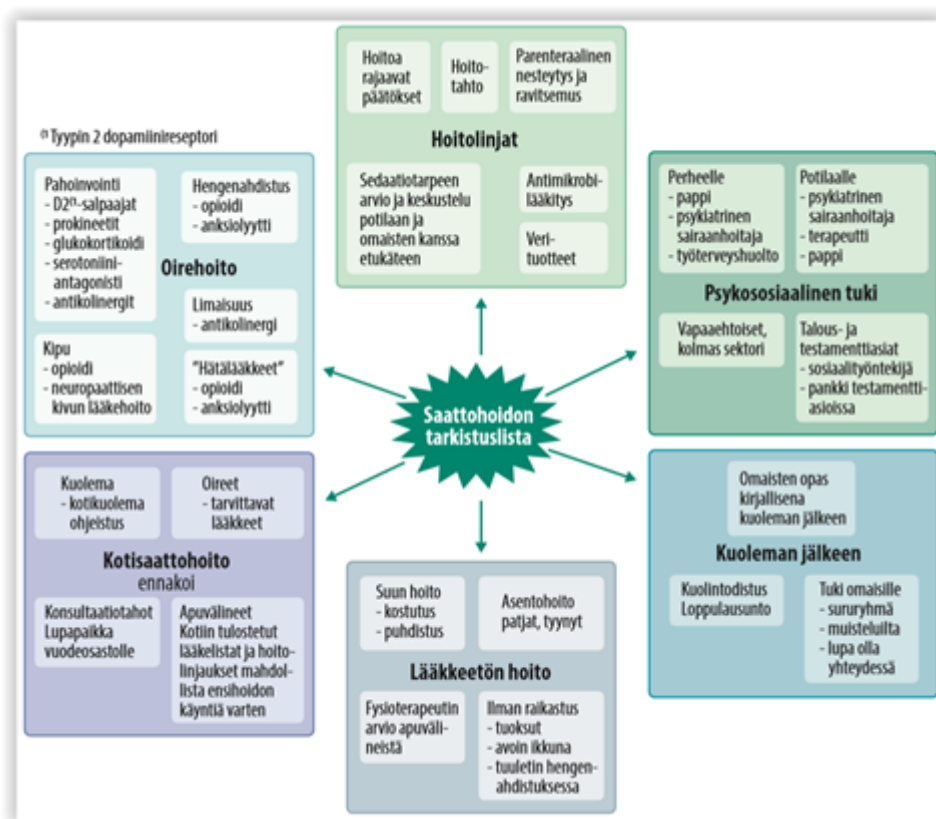 Hoitoa
rajaavat
päätökset
Hoito-
tahto
Parenteraalinen
nesteytys ja
ravitsemus
Hoitolinjat
Sedaatiotarpeen
arvio ja keskustelu
potilaan ja
omaisten kanssa
etukäteen
Antimikrobi-
lääkitys
Veri-
tuotteet
(1 Tyypin 2 dopamiinireseptori
Pahoinvointi
- D2(1-salpaajat
- prokineetit
- glukokortikoidi
- serotoniini-
antagonisti
- antikolinergit
Hengenahdistus
- opioidi
- anksiolyytti
Oirehoito
Limaisuus
- antikolinergi
Kipu
- opioidi
- neuropaattisen
kivun lääkehoito
"Hätälääkkeet"
- opioidi
- anksiolyytti
Perheelle
- pappi
- psykiatrinen
sairaanhoitaja
- työterveyshuolto
Potilaalle
- psykiatrinen
sairaanhoitaja
- terapeutti
- pappi
Psykososiaalinen tuki
Vapaaehtoiset,
kolmas sektori
Talous- ja
testamenttiasiat
- sosiaalityöntekijä
- pankki testamentti-
asioissa
Saattohoidon
tarkistuslista
Kuolema
- kotikuolema
ohjeistus
Oireet
- tarvittavat
lääkkeet
Kotisaattohoito
ennakoi
Konsultaatiotahot
Lupapaikka
vuodeosastolle
Apuvälineet
Kotiin tulostetut
lääkelistat ja hoito-
linjaukset mahdol-
lista ensihoidon
käyntiä varten
Suun hoito
- kostutus
- puhdistus
Asentohoito
patjat, tyynyt
Lääkkeetön hoito
Fysioterapeutin
arvio apuväli-
neistä
Ilman raikastus
- tuoksut
- avoin ikkuna
- tuuletin hengen-
ahdistuksessa
Omaisten opas
kirjallisena
kuoleman jälkeen
Kuoleman jälkeen
Kuolintodistus
Loppulausunto
Tuki omaisille
- sururyhmä
- muisteluilta
- lupa olla
yhteydessä